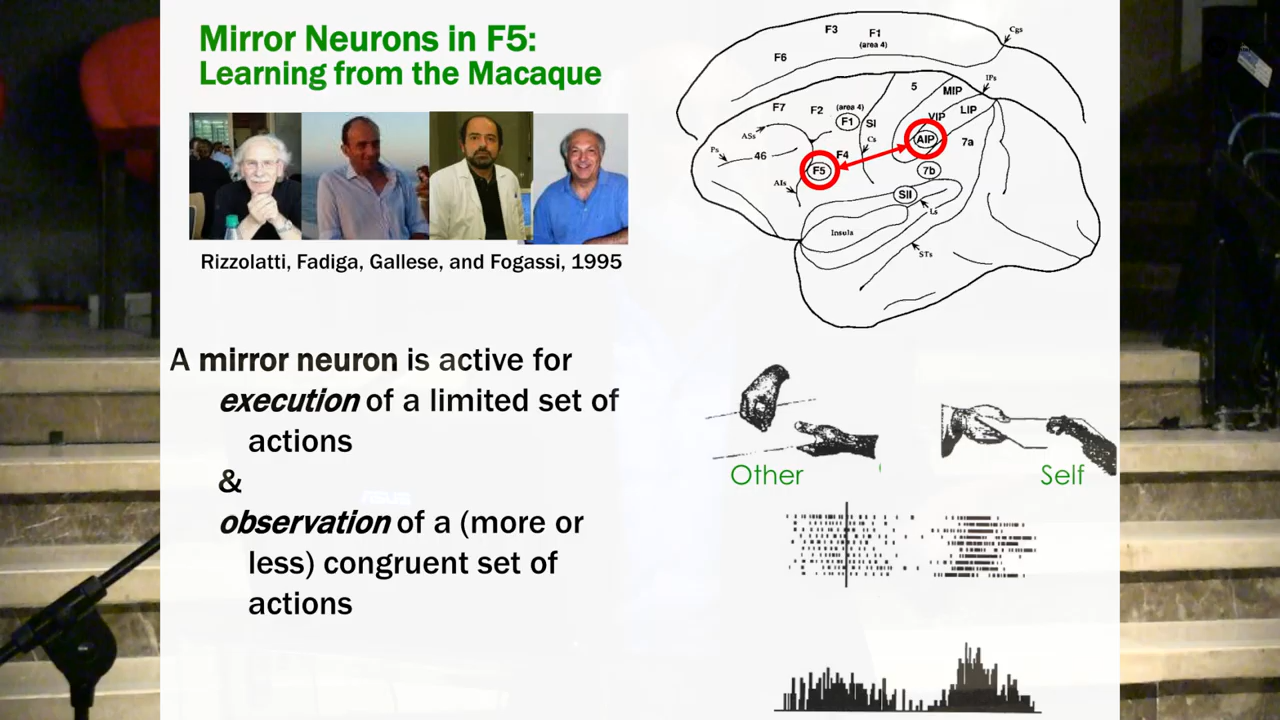 Mirror Neurons in F5:
Learning from the Macaque
Rizzolatti, Fadiga, Gallese, and Fogassi, 1995
A mirror neuron is active for
execution of a limited set of
actions
&
observation of a (more or
less) congruent set of
actions
F3
F1
(area 4)
Cgs
F6
IPs
5
MIP
F7
F2
(area 4)
F1
SI
VIP
LIP
ASs
Cs
AIP
7a
Ps
46
F4
F5
7b
AIs
SII
Ls
Insula
STs
Other
Self